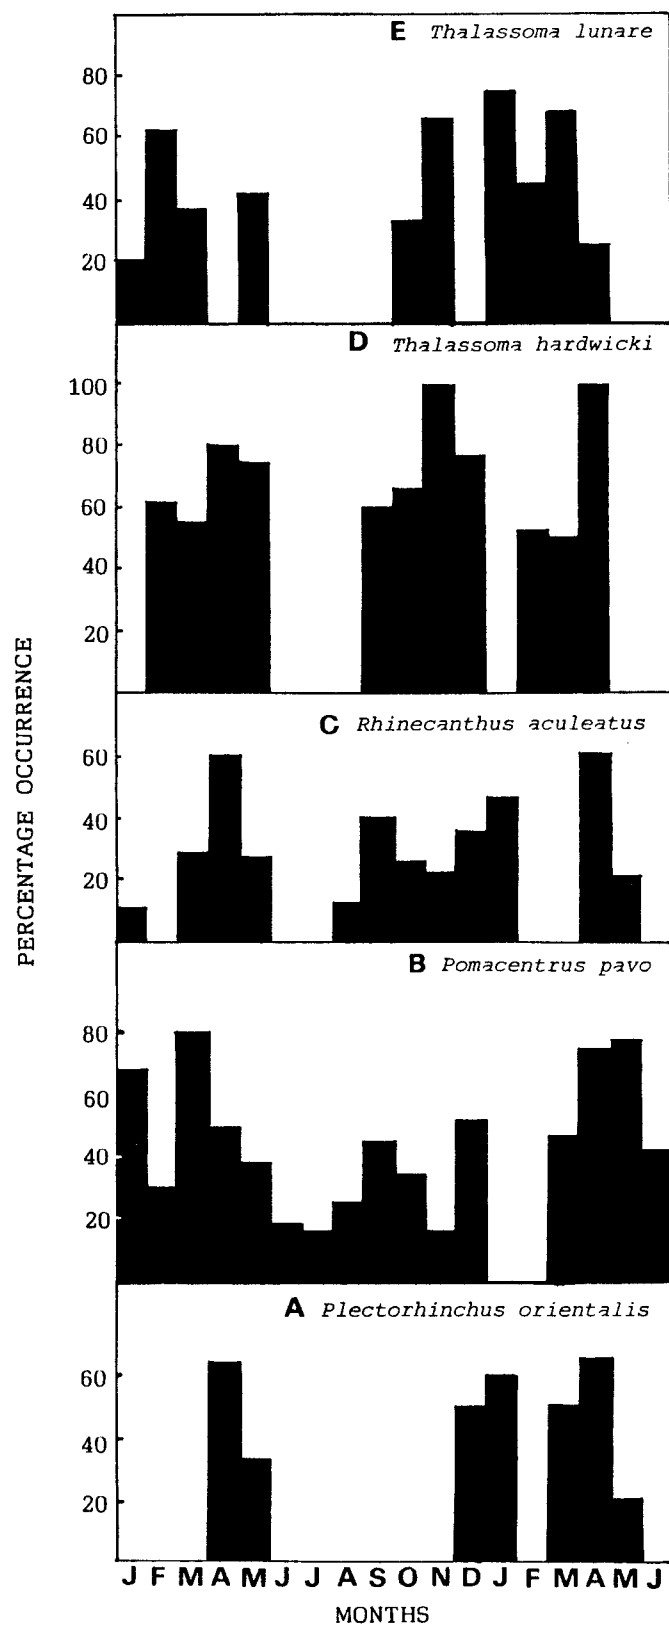 E Thalassoma lunare
80
60
40
20
D Thalassoma hardwicki
100
80
60
40
20
C Rhinecanthus aculeatus
60
40
20
B Pomacentrus pavo
80
60
40
20
A Plectorhinchus orientalis
60
40
20
J F M A M J J A S O N D J F M A M J
MONTHS
PERCENTAGE OCCURRENCE